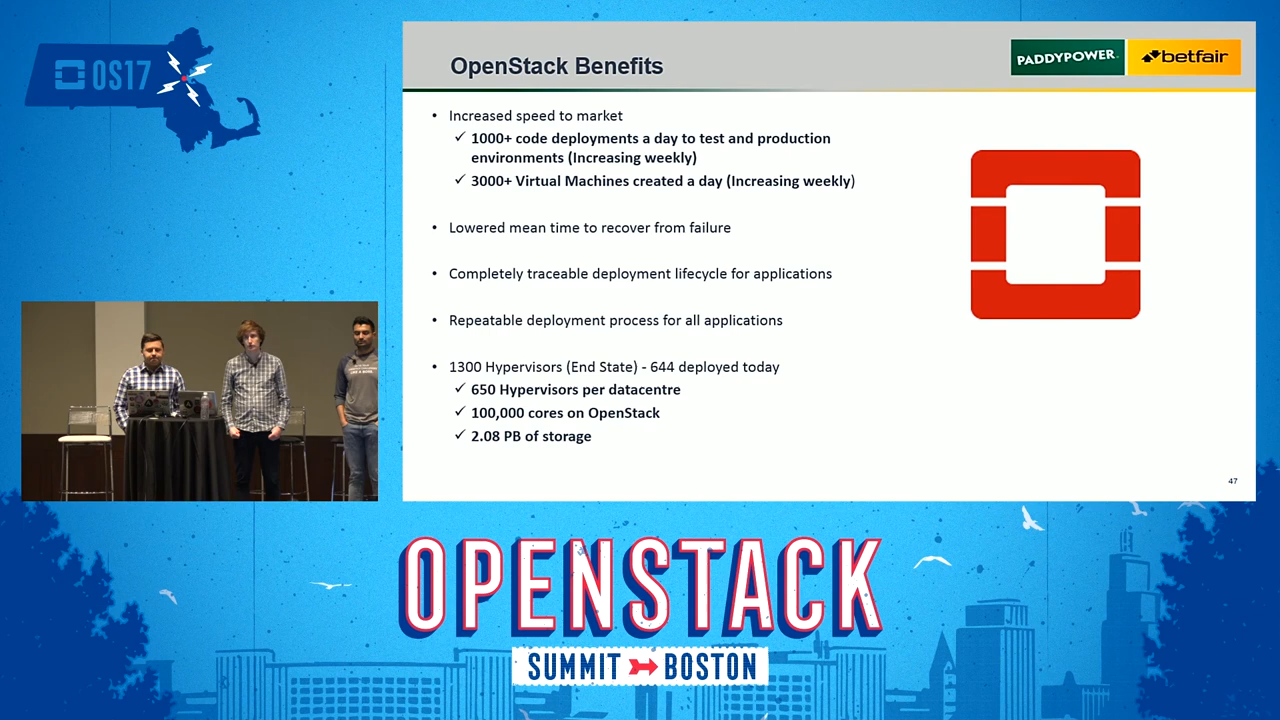 OS17
OpenStack Benefits
PADDYPOWER.
betfair
• Increased speed to market
✓ 1000+ code deployments a day to test and production
environments (Increasing weekly)
✓ 3000+ Virtual Machines created a day (Increasing weekly)
• Lowered mean time to recover from failure
• Completely traceable deployment lifecycle for applications
• Repeatable deployment process for all applications
• 1300 Hypervisors (End State) - 644 deployed today
✓ 650 Hypervisors per datacentre
✓ 100,000 cores on OpenStack
✓ 2.08 PB of storage
47
OPENSTACK
SUMMIT BOSTON